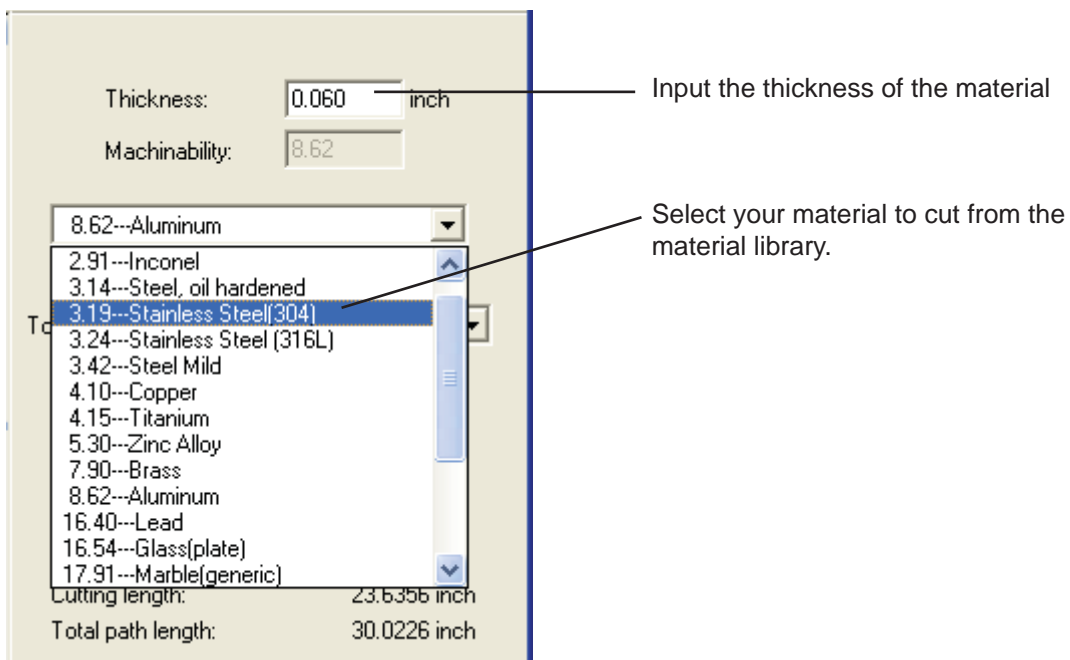 Thickness: 0.060 inch
Input the thickness of the material
Machinability: 8.62
8.62---Aluminum
Select your material to cut from the
material library.
2.91---Inconel
3.14---Steel, oil hardened
3.19---Stainless Steel(304)
3.24---Stainless Steel (316L)
3.42---Steel Mild
4.10---Copper
4.15---Titanium
5.30---Zinc Alloy
7.90---Brass
8.62---Aluminum
16.40---Lead
16.54---Glass(plate)
17.91---Marble(generic)
Cutting length: 23.6356 inch
Total path length: 30.0226 inch